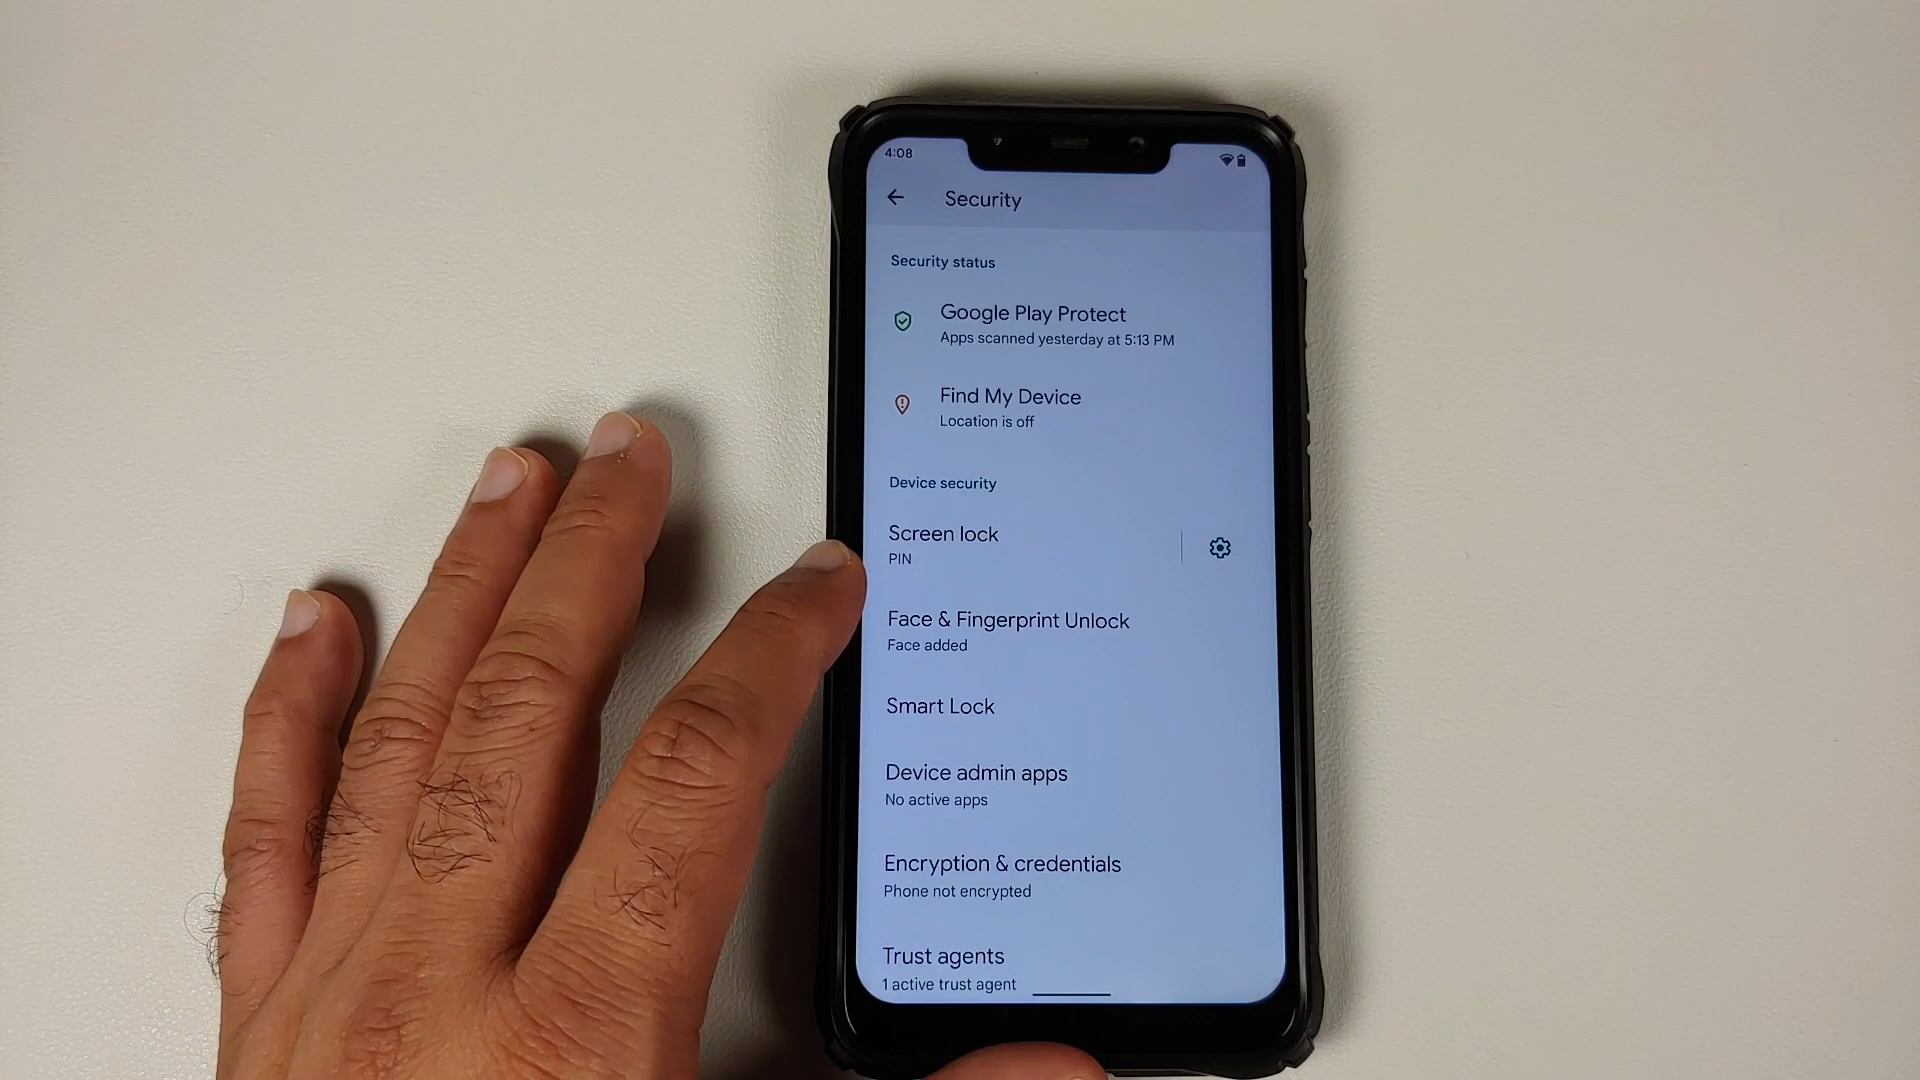 4:08
Security
Security status
Google Play Protect
Apps scanned yesterday at 5:13 PM
Find My Device
Location is off
Device security
Screen lock
PIN
Face & Fingerprint Unlock
Face added
Smart Lock
Device admin apps
No active apps
Encryption & credentials
Phone not encrypted
Trust agents
1 active trust agent